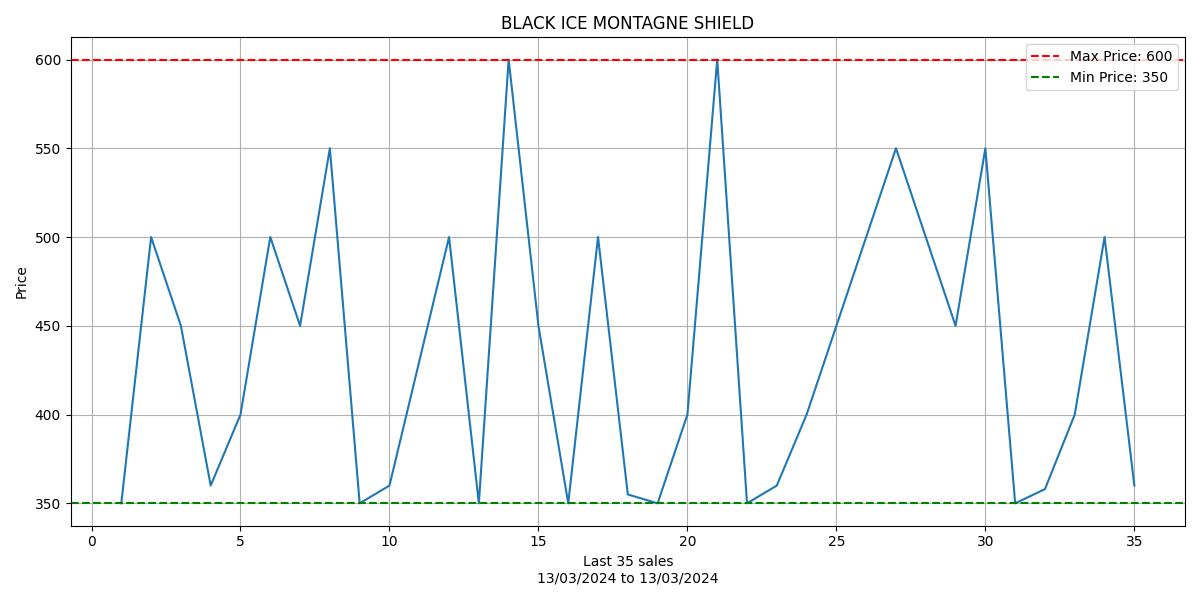 BLACK ICE MONTAGNE SHIELD
Max Price: 600
Min Price: 350
Price
600
550
500
450
400
350
0 5 10 15 20 25 30 35
Last 35 sales
13/03/2024 to 13/03/2024